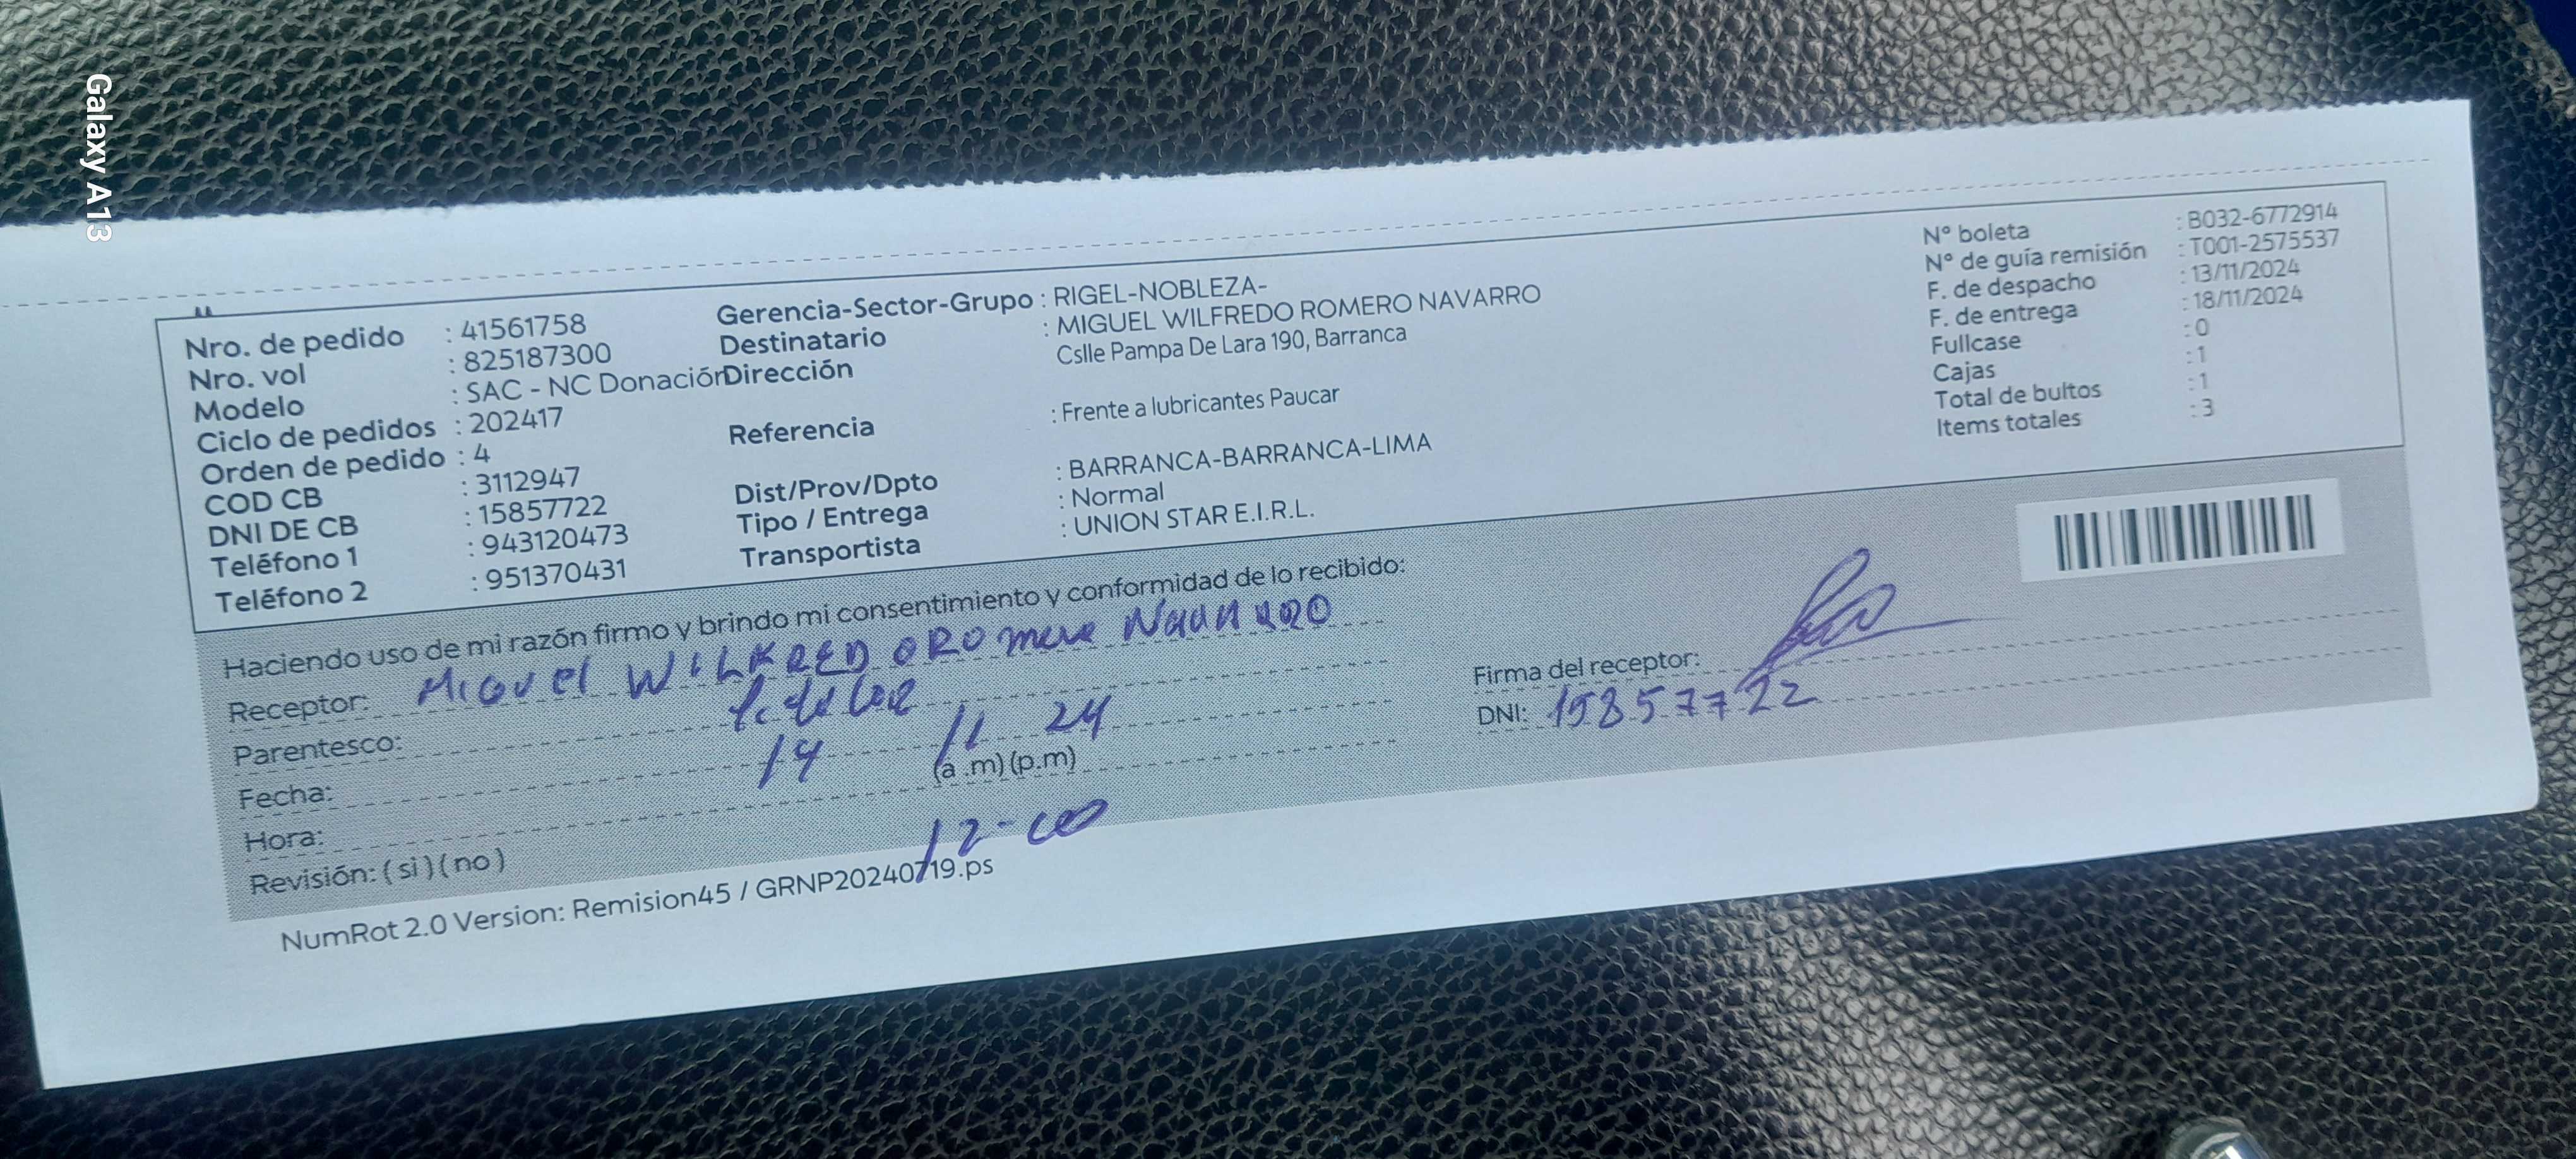 Galaxy A13
Nro. de pedido : 41561758
Nro. vol : 825187300
Modelo : SAC - NC Donación
Ciclo de pedidos : 202417
Orden de pedido : 4
COD CB : 3112947
DNI DE CB : 15857722
Teléfono 1 : 943120473
Teléfono 2 : 951370431
Gerencia-Sector-Grupo : RIGEL-NOBLEZA-
Destinatario : MIGUEL WILFREDO ROMERO NAVARRO
Dirección Cslle Pampa De Lara 190, Barranca
Referencia : Frente a lubricantes Paucar
Dist/Prov/Dpto : BARRANCA-BARRANCA-LIMA
Tipo / Entrega : Normal
Transportista : UNION STAR E.I.R.L.
N° boleta : B032-6772914
N° de guía remisión : T001-2575537
F. de despacho : 13/11/2024
F. de entrega : 18/11/2024
Fullcase : 0
Cajas : 1
Total de bultos : 1
Items totales : 3
Haciendo uso de mi razón firmo y brindo mi consentimiento y conformidad de lo recibido:
Receptor: Miguel WILFREDO ROMERO NAVARRO
Parentesco:
Fecha: 14 11 24
Hora: (a .m) (p.m)
12-00
Revisión: ( si ) ( no )
Firma del receptor:
DNI: 15857722
NumRot 2.0 Version: Remision45 / GRNP20240719.ps